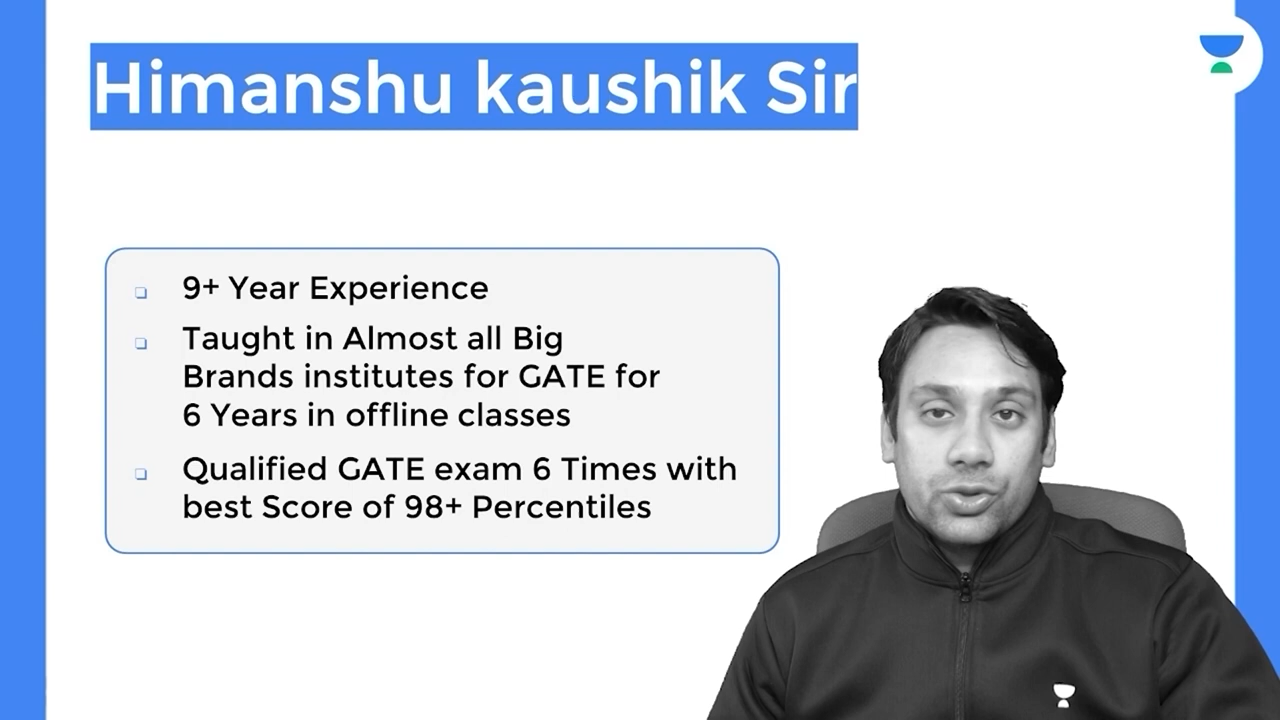 Himanshu kaushik Sir
9+ Year Experience
Taught in Almost all Big
Brands institutes for GATE for
6 Years in offline classes
Qualified GATE exam 6 Times with
best Score of 98+ Percentiles